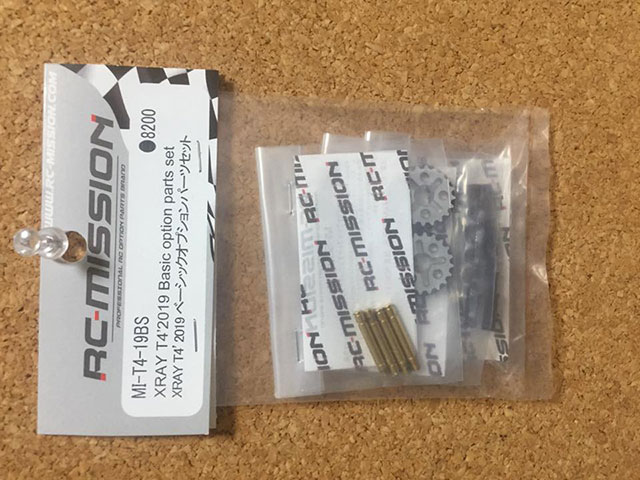 WWW.RC-MISSION.COM
RC-MISSION
PROFESSIONAL RC OPTION PARTS BRAND
MI-T4-19BS ●8200
XRAY T4'2019 Basic option parts set
XRAY T4' 2019 ベーシックオプションパーツセット
RC-MISSION
RC-MISSION
RC-MISSION